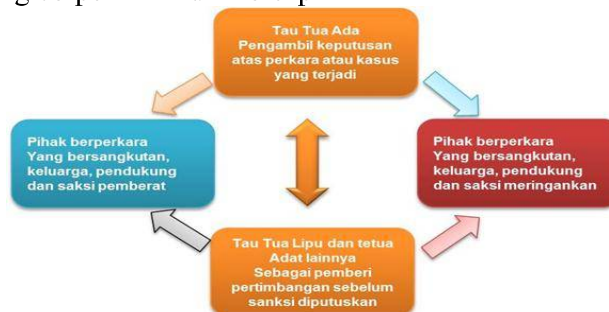 Tau Tua Ada
Pengambil keputusan
atas perkara atau kasus
yang terjadi
Pihak berperkara
Yang bersangkutan,
keluarga, pendukung
dan saksi pemberat
Pihak berperkara
Yang bersangkutan,
keluarga, pendukung
dan saksi meringankan
Tau Tua Lipu dan tetua
Adat lainnya
Sebagai pemberi
pertimbangan sebelum
sanksi diputuskan